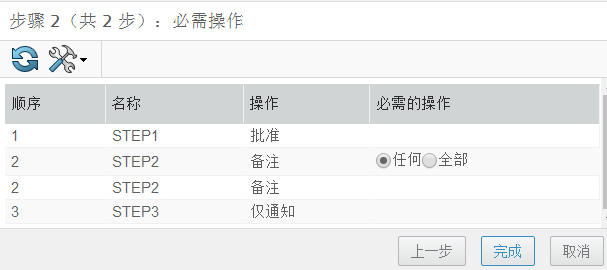 步骤 2（共 2 步）：必需操作
顺序 名称 操作 必需的操作
1 STEP1 批准
2 STEP2 备注 任何 全部
2 STEP2 备注
3 STEP3 仅通知
上一步 完成 取消